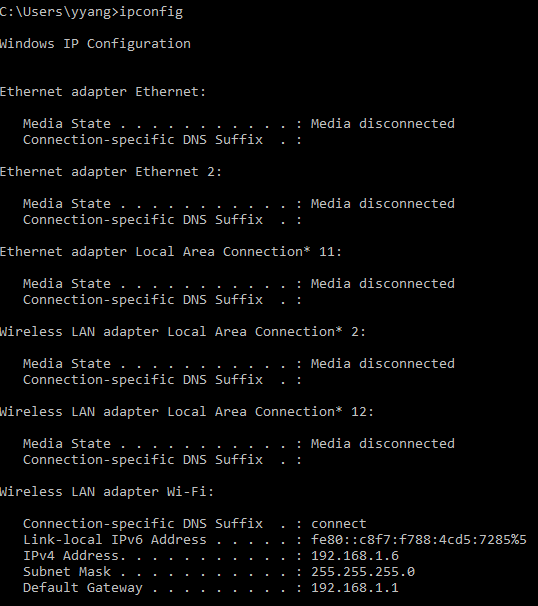 C:\Users\yyang>ipconfig
Windows IP Configuration
Ethernet adapter Ethernet:
   Media State . . . . . . . . . . . : Media disconnected
   Connection-specific DNS Suffix  . :
Ethernet adapter Ethernet 2:
   Media State . . . . . . . . . . . : Media disconnected
   Connection-specific DNS Suffix  . :
Ethernet adapter Local Area Connection* 11:
   Media State . . . . . . . . . . . : Media disconnected
   Connection-specific DNS Suffix  . :
Wireless LAN adapter Local Area Connection* 2:
   Media State . . . . . . . . . . . : Media disconnected
   Connection-specific DNS Suffix  . :
Wireless LAN adapter Local Area Connection* 12:
   Media State . . . . . . . . . . . : Media disconnected
   Connection-specific DNS Suffix  . :
Wireless LAN adapter Wi-Fi:
   Connection-specific DNS Suffix  . : connect
   Link-local IPv6 Address . . . . . : fe80::c8f7:f788:4cd5:7285%5
   IPv4 Address. . . . . . . . . . . : 192.168.1.6
   Subnet Mask . . . . . . . . . . . : 255.255.255.0
   Default Gateway . . . . . . . . . : 192.168.1.1